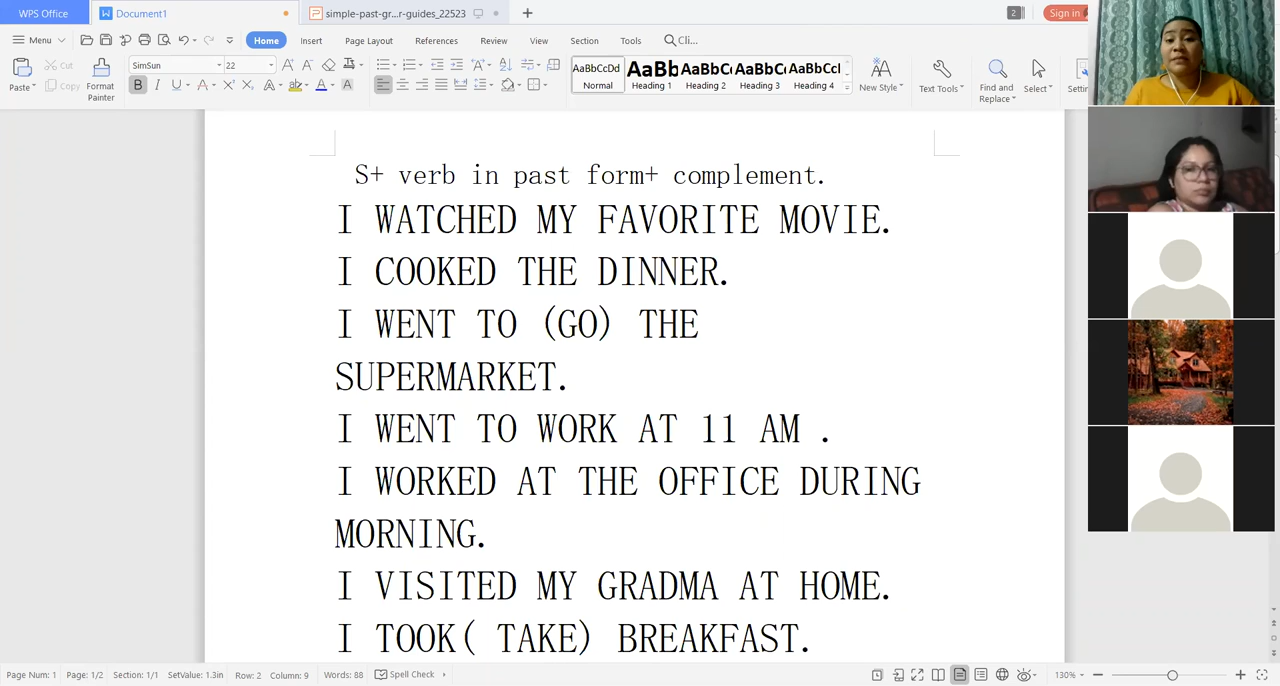 WPS Office
Document1
simple-past-gr...r-guides_22523
2
Sign in
Menu
Home
Insert
Page Layout
References
Review
View
Section
Tools
Cli...
Paste
Cut
Copy
Format Painter
SimSun
22
AaBbCcDd
Normal
AaBb
Heading 1
AaBbC
Heading 2
AaBbC
Heading 3
AaBbCcl
Heading 4
New Style
Text Tools
Find and Replace
Select
S+ verb in past form+ complement.
I WATCHED MY FAVORITE MOVIE.
I COOKED THE DINNER.
I WENT TO (GO) THE
SUPERMARKET.
I WENT TO WORK AT 11 AM .
I WORKED AT THE OFFICE DURING
MORNING.
I VISITED MY GRADMA AT HOME.
I TOOK( TAKE) BREAKFAST.
Page Num: 1
Page: 1/2
Section: 1/1
SetValue: 1.3in
Row: 2
Column: 9
Words: 88
Spell Check
130%